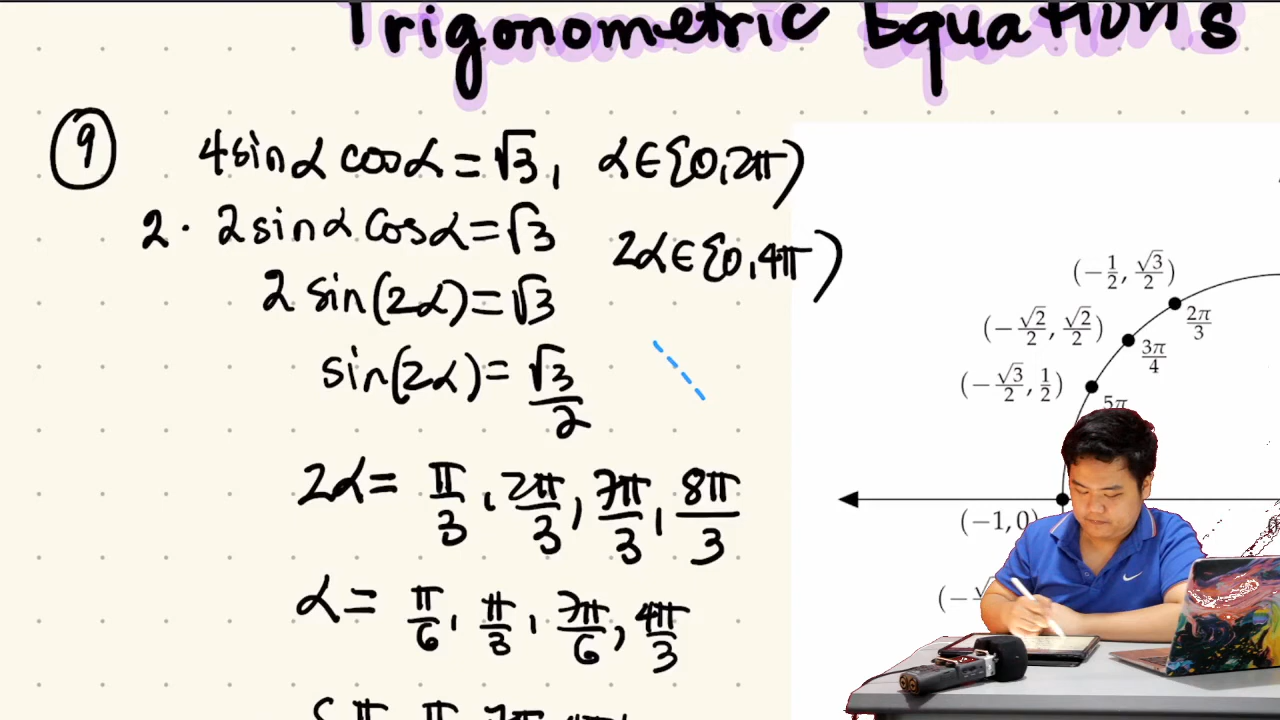 Trigonometric Equations
9
4sinα cosα = √3, α∈[0,2π)
2 · 2sinα cosα = √3
2α∈[0,4π)
2 sin(2α) = √3
sin(2α) = √3/2
2α = π/3, 2π/3, 7π/3, 8π/3
α = π/6, π/3, 7π/6, 4π/3
(-1/2, √3/2)
2π/3
(-√2/2, √2/2)
3π/4
(-√3/2, 1/2)
5π
(-1, 0)